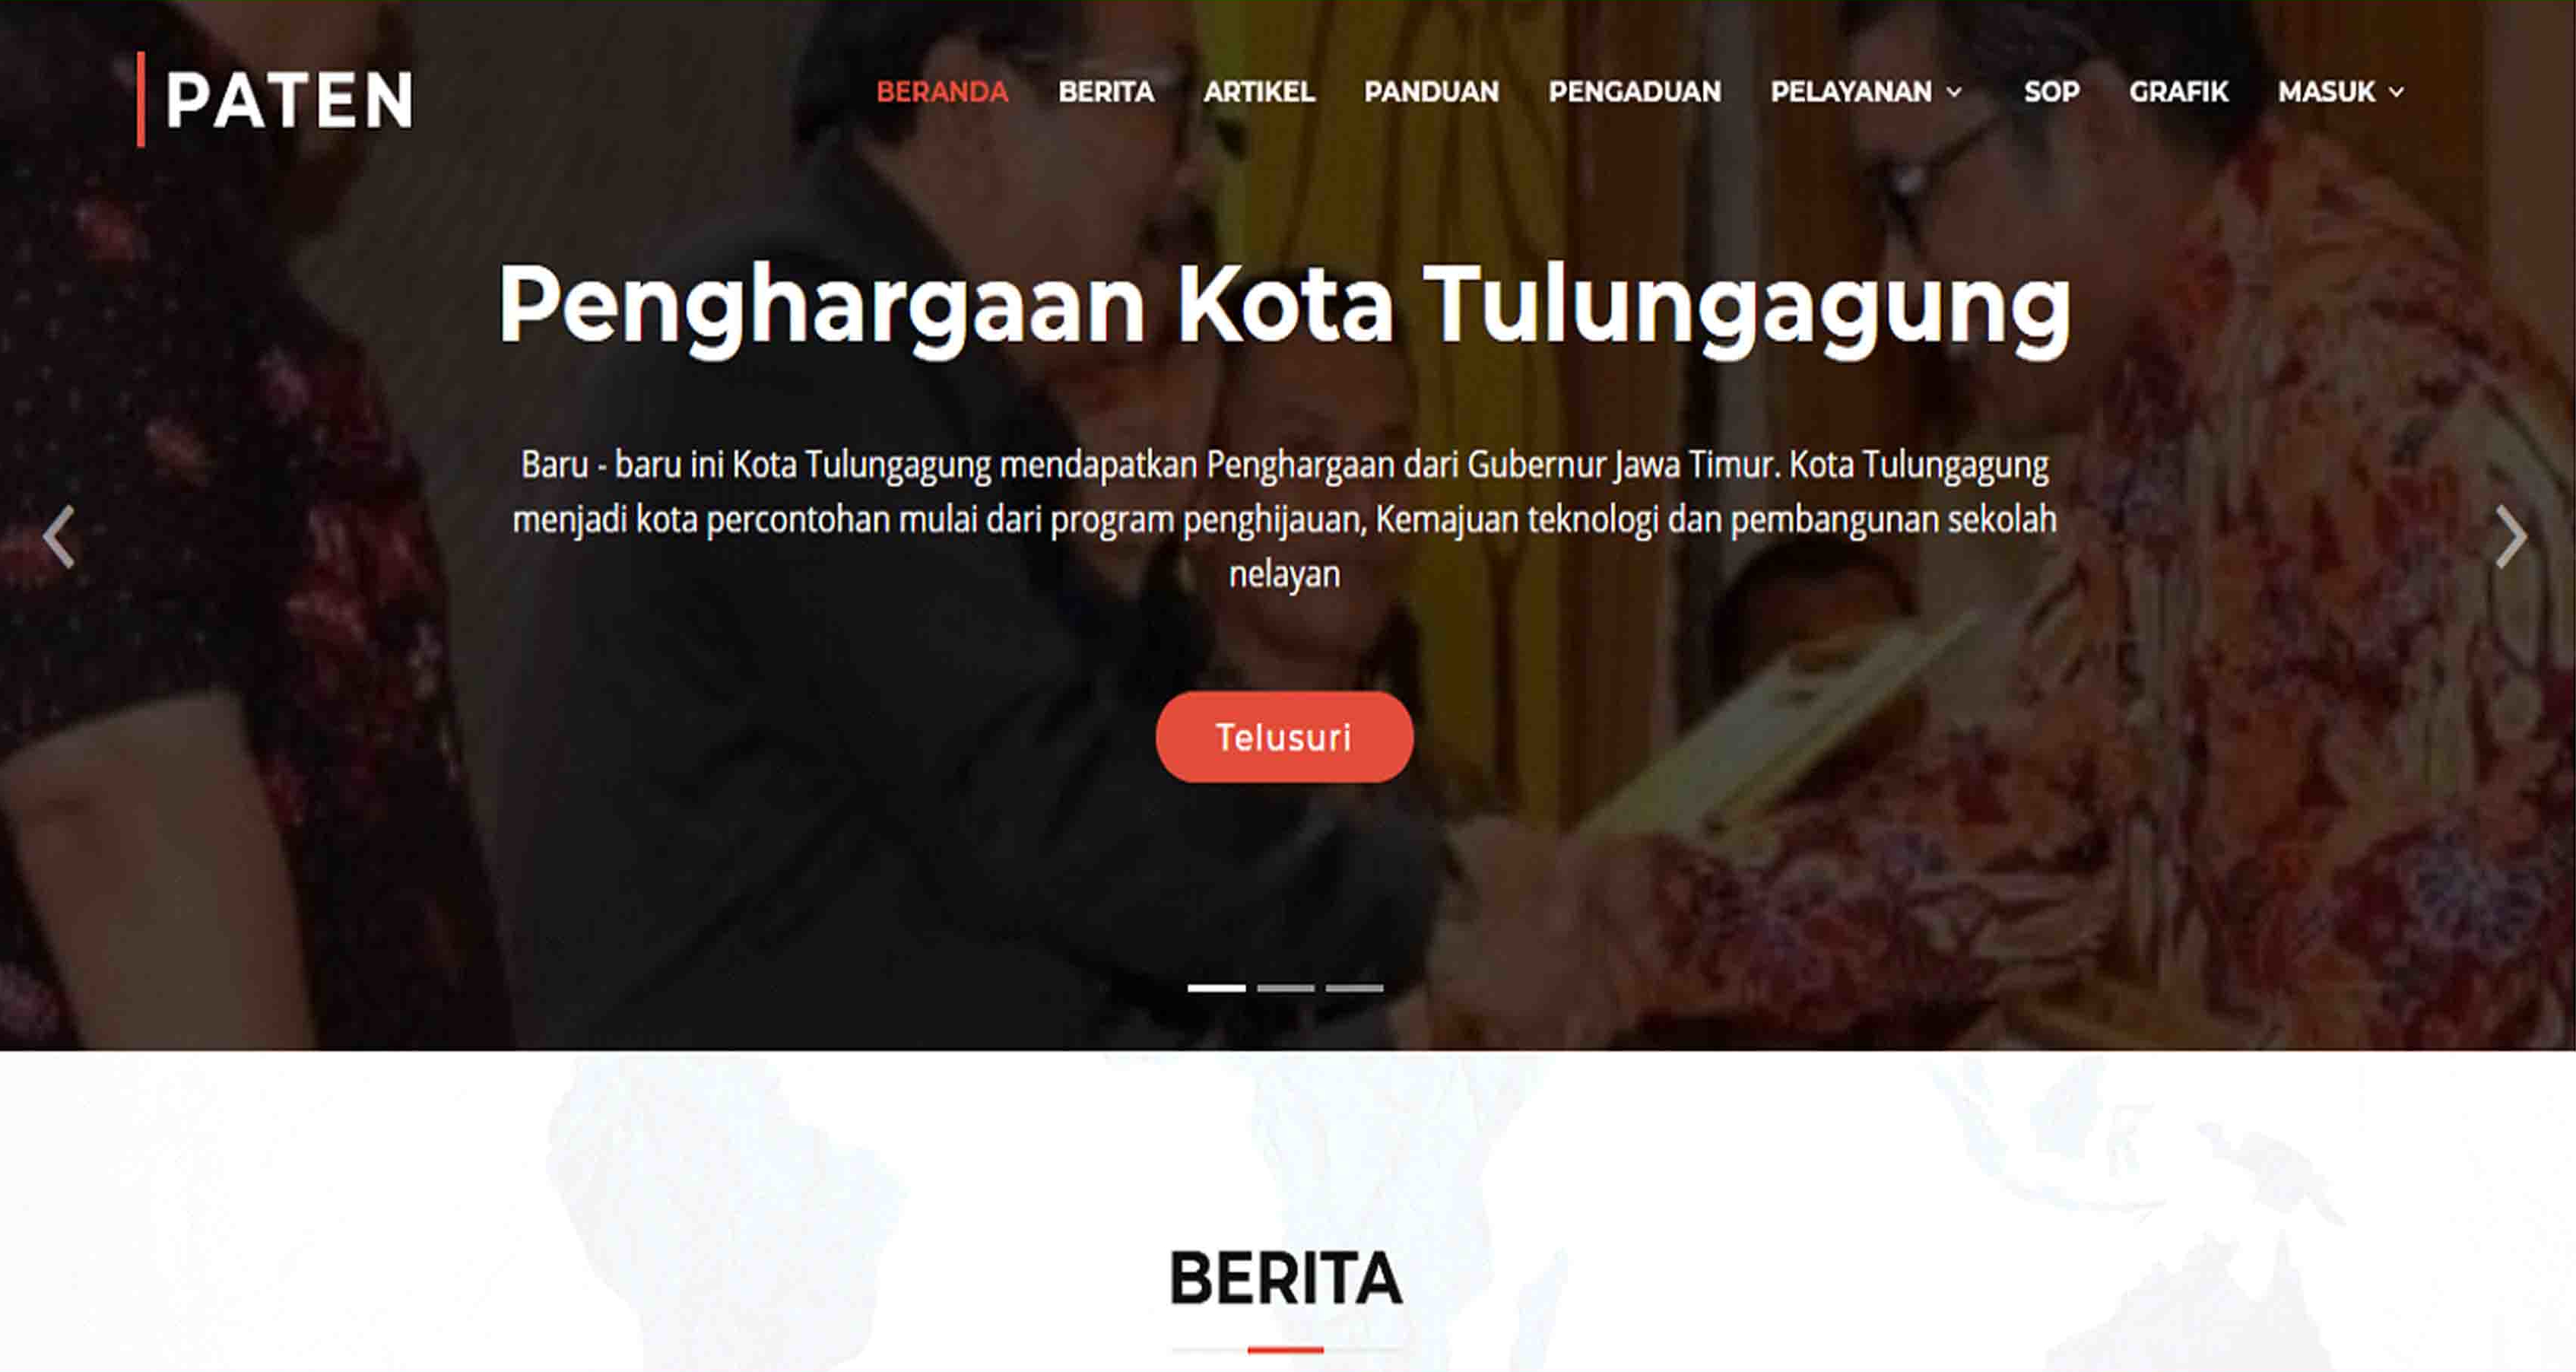 PATEN
BERANDA BERITA ARTIKEL PANDUAN PENGADUAN PELAYANAN SOP GRAFIK MASUK
Penghargaan Kota Tulungagung
Baru - baru ini Kota Tulungagung mendapatkan Penghargaan dari Gubernur Jawa Timur. Kota Tulungagung
menjadi kota percontohan mulai dari program penghijauan, Kemajuan teknologi dan pembangunan sekolah
nelayan
Telusuri
BERITA